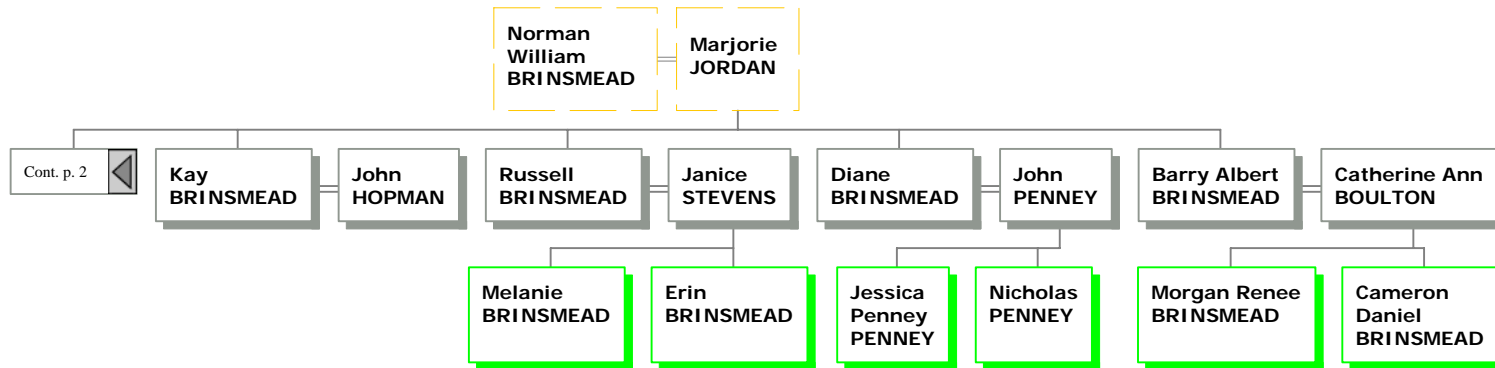 Norman
William
BRINSMEAD
Marjorie
JORDAN
Cont. p. 2
Kay
BRINSMEAD
John
HOPMAN
Russell
BRINSMEAD
Janice
STEVENS
Diane
BRINSMEAD
John
PENNEY
Barry Albert
BRINSMEAD
Catherine Ann
BOULTON
Melanie
BRINSMEAD
Erin
BRINSMEAD
Jessica
Penney
PENNEY
Nicholas
PENNEY
Morgan Renee
BRINSMEAD
Cameron
Daniel
BRINSMEAD